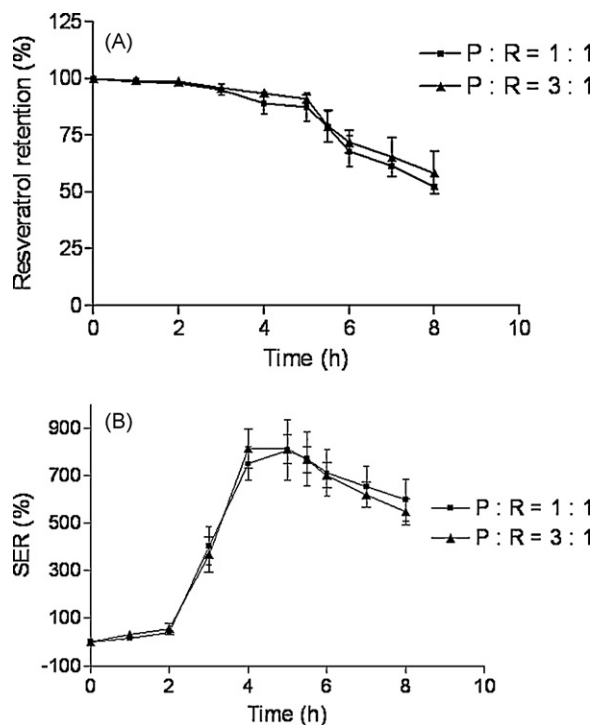 (A)
P : R = 1 : 1
P : R = 3 : 1
Resveratrol retention (%)
125
100
75
50
25
0
0 2 4 6 8 10
Time (h)
(B)
P : R = 1 : 1
P : R = 3 : 1
SER (%)
900
700
500
300
100
-100
0 2 4 6 8 10
Time (h)